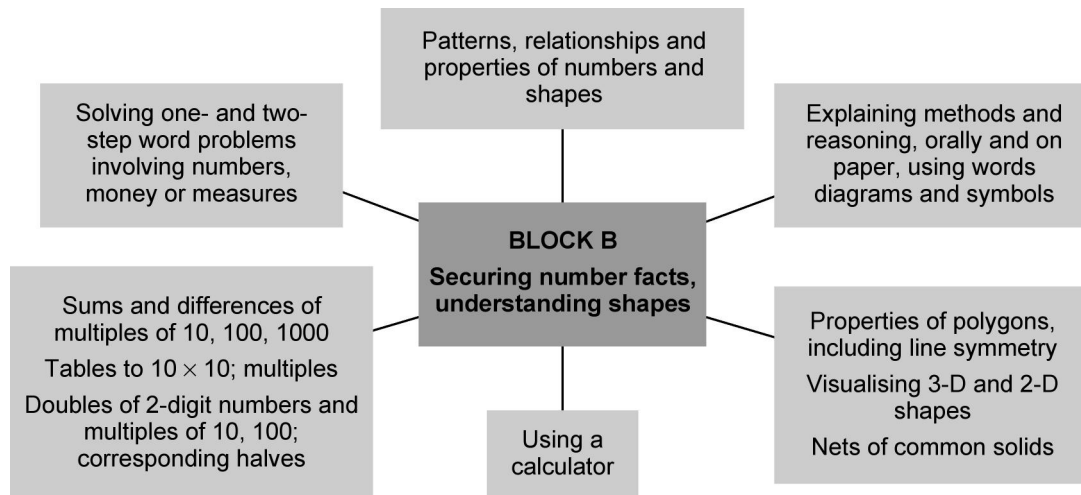 Patterns, relationships and
properties of numbers and
shapes
Solving one- and two-
step word problems
involving numbers,
money or measures
Explaining methods and
reasoning, orally and on
paper, using words
diagrams and symbols
BLOCK B
Securing number facts,
understanding shapes
Sums and differences of
multiples of 10, 100, 1000
Tables to 10 × 10; multiples
Doubles of 2-digit numbers and
multiples of 10, 100;
corresponding halves
Using a
calculator
Properties of polygons,
including line symmetry
Visualising 3-D and 2-D
shapes
Nets of common solids